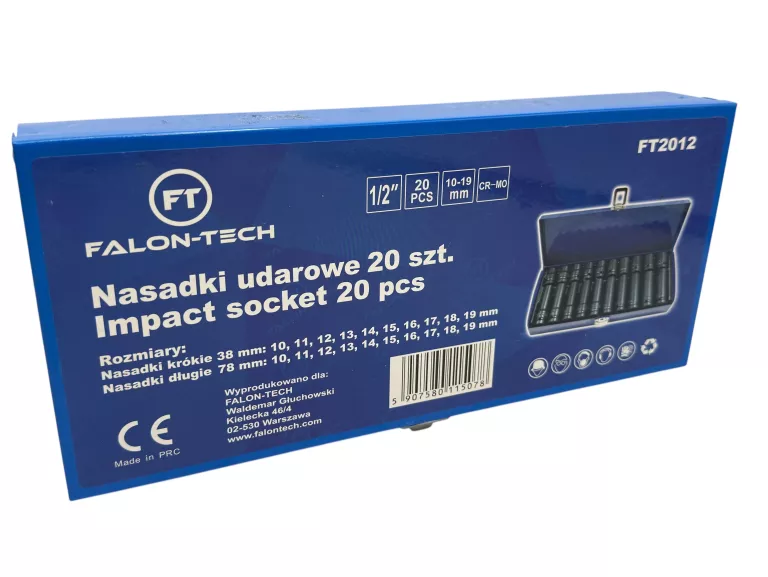 FT2012
FT
FALON-TECH
1/2"
20
PCS
10-19
mm
CR-MO
Nasadki udarowe 20 szt.
Impact socket 20 pcs
Rozmiary:
Nasadki krókie 38 mm: 10, 11, 12, 13, 14, 15, 16, 17, 18, 19 mm
Nasadki długie 78 mm: 10, 11, 12, 13, 14, 15, 16, 17, 18, 19 mm
CE
Made in PRC
Wyprodukowano dla:
FALON-TECH
Waldemar Głuchowski
Kielecka 46/4
02-530 Warszawa
www.falontech.com
5 907580 115078